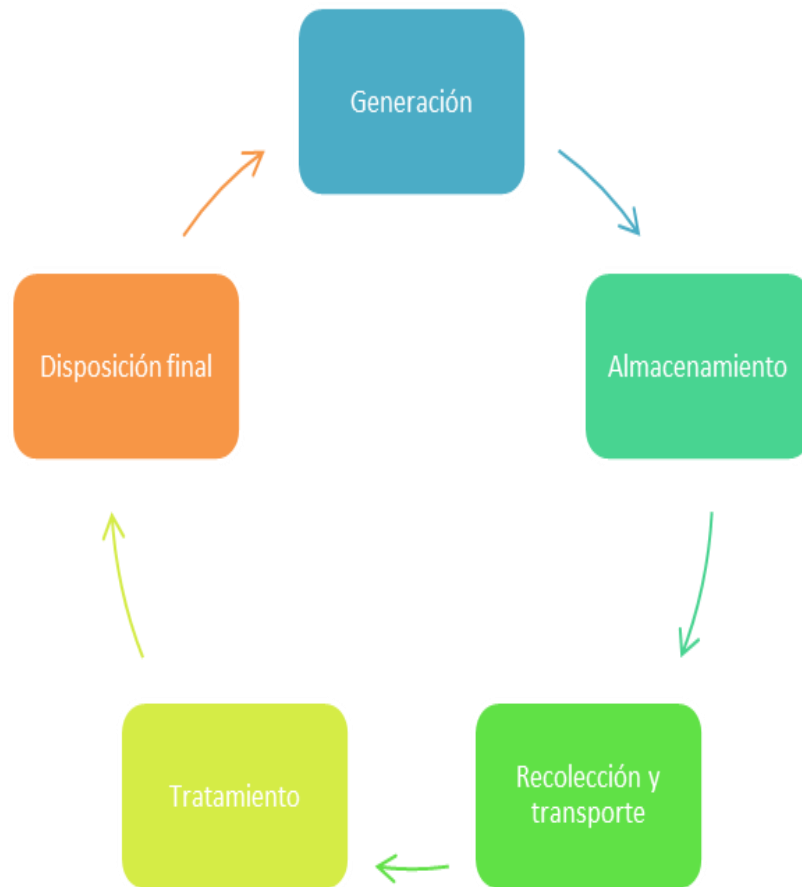 Generación
Almacenamiento
Recolección y
transporte
Tratamiento
Disposición final